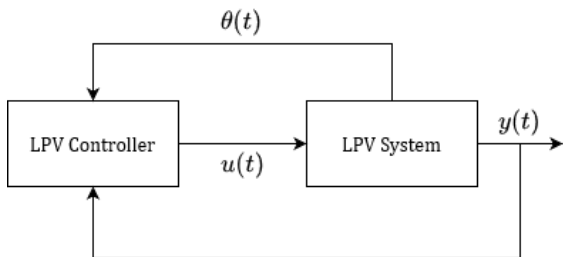 θ(t)
LPV Controller
u(t)
LPV System
y(t)